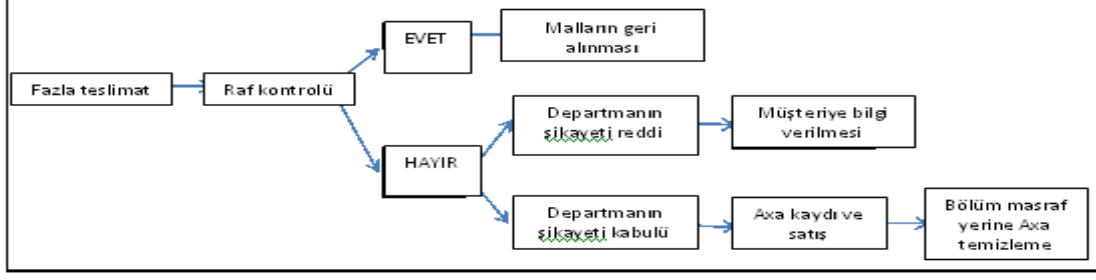 Fazla teslimat
Raf kontrolü
EVET
Malların geri
alınması
HAYIR
Departmanın
şikayeti reddi
Müşteriye bilgi
verilmesi
Departmanın
şikayeti kabulü
Axa kaydı ve
satış
Bölüm masraf
yerine Axa
temizleme